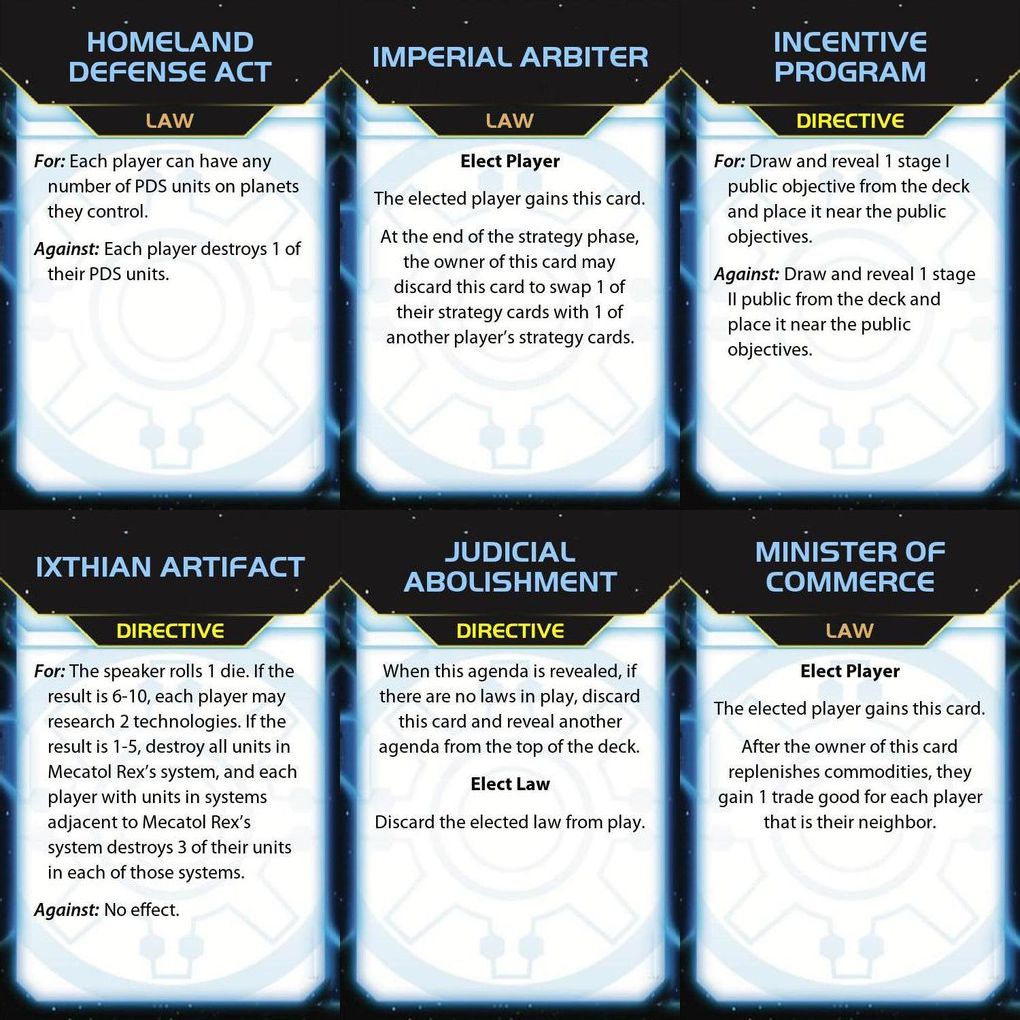 HOMELAND
DEFENSE ACT
LAW
For: Each player can have any
number of PDS units on planets
they control.
Against: Each player destroys 1 of
their PDS units.
IMPERIAL ARBITER
LAW
Elect Player
The elected player gains this card.
At the end of the strategy phase,
the owner of this card may
discard this card to swap 1 of
their strategy cards with 1 of
another player's strategy cards.
INCENTIVE
PROGRAM
DIRECTIVE
For: Draw and reveal 1 stage I
public objective from the deck
and place it near the public
objectives.
Against: Draw and reveal 1 stage
II public from the deck and
place it near the public
objectives.
IXTHIAN ARTIFACT
DIRECTIVE
For: The speaker rolls 1 die. If the
result is 6-10, each player may
research 2 technologies. If the
result is 1-5, destroy all units in
Mecatol Rex's system, and each
player with units in systems
adjacent to Mecatol Rex's
system destroys 3 of their units
in each of those systems.
Against: No effect.
JUDICIAL
ABOLISHMENT
DIRECTIVE
When this agenda is revealed, if
there are no laws in play, discard
this card and reveal another
agenda from the top of the deck.
Elect Law
Discard the elected law from play.
MINISTER OF
COMMERCE
LAW
Elect Player
The elected player gains this card.
After the owner of this card
replenishes commodities, they
gain 1 trade good for each player
that is their neighbor.